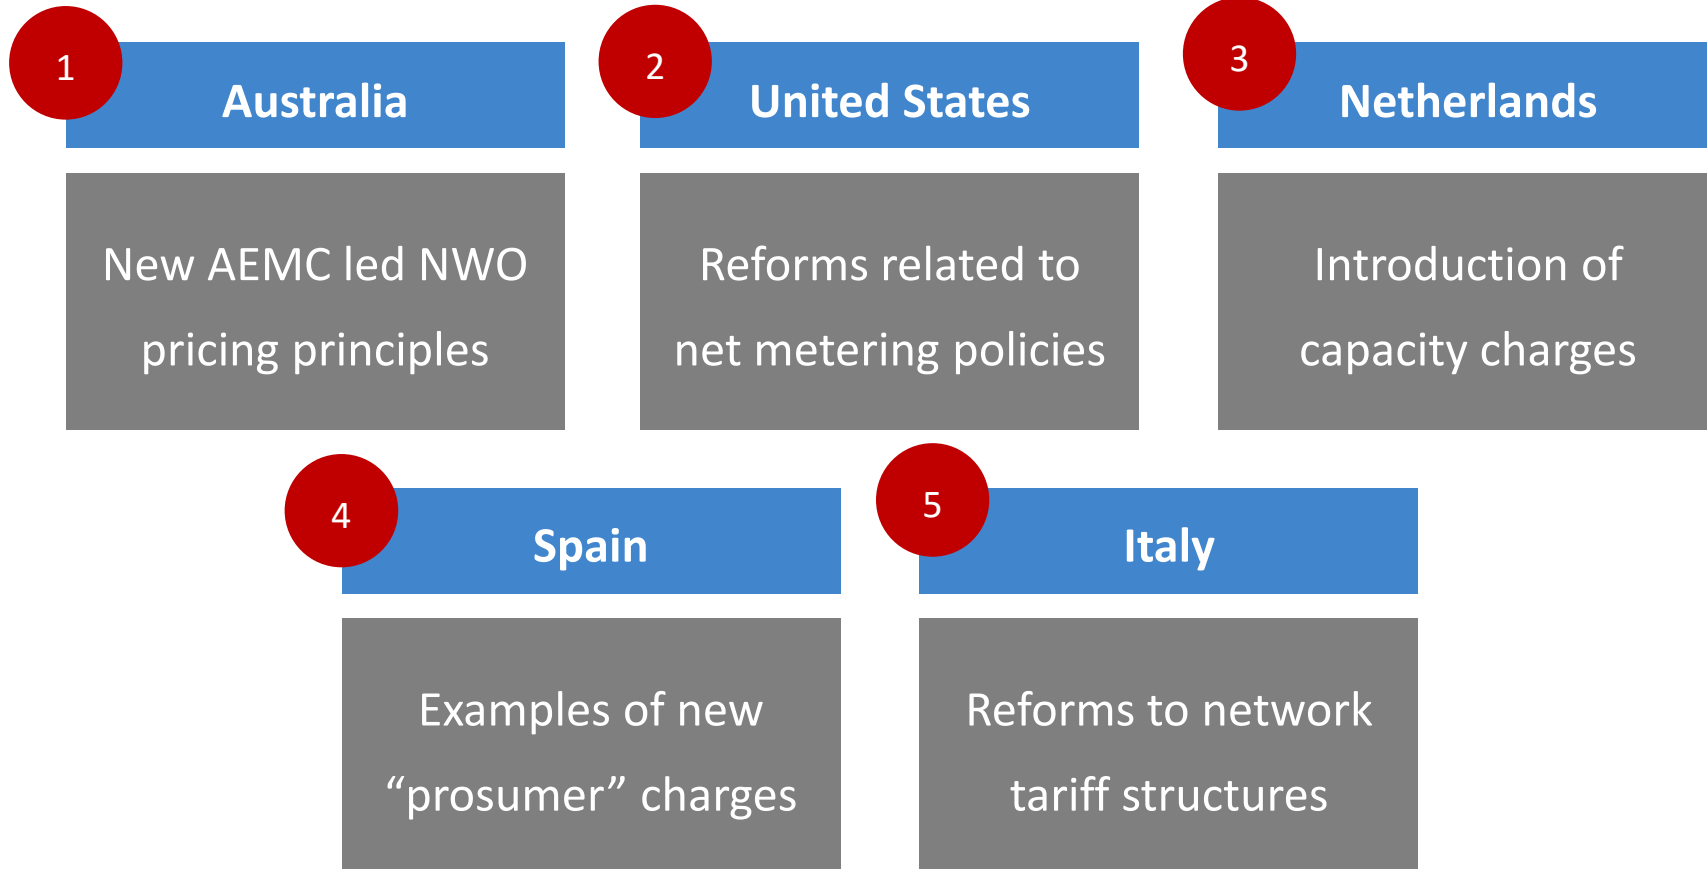 1
Australia
New AEMC led NWO
pricing principles
2
United States
Reforms related to
net metering policies
3
Netherlands
Introduction of
capacity charges
4
Spain
Examples of new
“prosumer” charges
5
Italy
Reforms to network
tariff structures